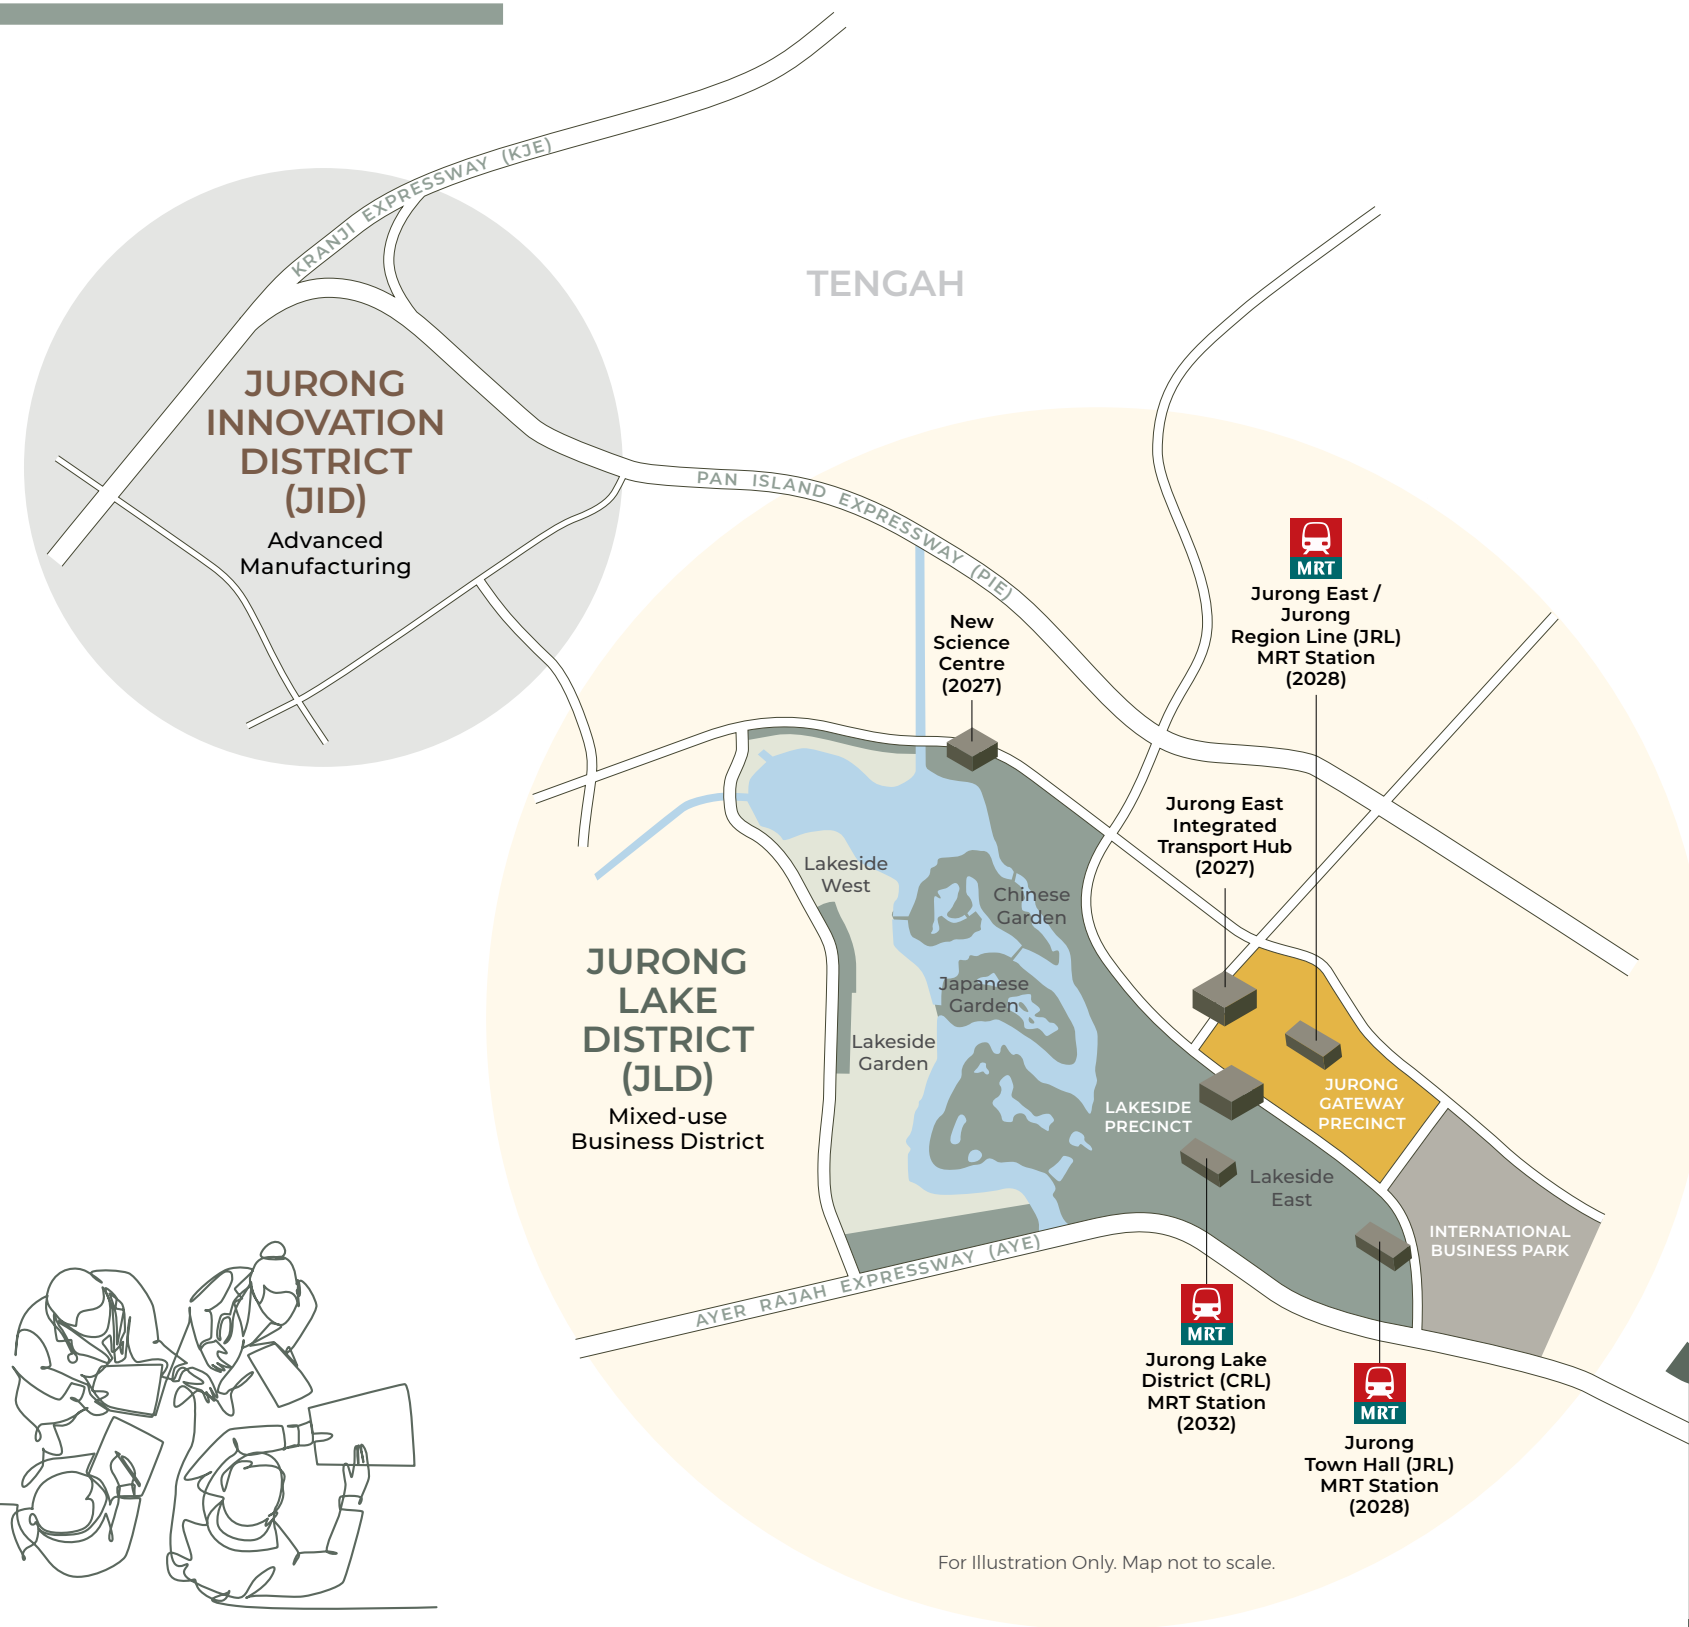 KRANJI EXPRESSWAY (KJE)
TENGAH
JURONG
INNOVATION
DISTRICT
(JID)
Advanced
Manufacturing
PAN ISLAND EXPRESSWAY (PIE)
MRT
Jurong East /
Jurong
Region Line (JRL)
MRT Station
(2028)
New
Science
Centre
(2027)
Jurong East
Integrated
Transport Hub
(2027)
Lakeside
West
Chinese
Garden
JURONG
LAKE
DISTRICT
(JLD)
Mixed-use
Business District
Japanese
Garden
Lakeside
Garden
LAKESIDE
PRECINCT
JURONG
GATEWAY
PRECINCT
Lakeside
East
INTERNATIONAL
BUSINESS PARK
AYER RAJAH EXPRESSWAY (AYE)
MRT
Jurong Lake
District (CRL)
MRT Station
(2032)
MRT
Jurong
Town Hall (JRL)
MRT Station
(2028)
For Illustration Only. Map not to scale.